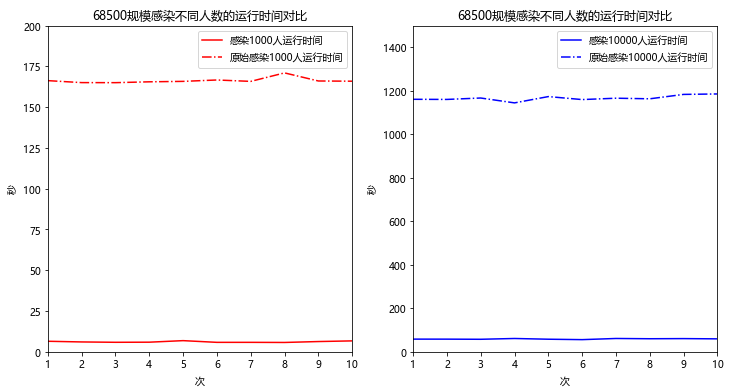 68500规模感染不同人数的运行时间对比
感染1000人运行时间
原始感染1000人运行时间
200
175
150
125
100
75
50
25
0
秒
1 2 3 4 5 6 7 8 9 10
次
68500规模感染不同人数的运行时间对比
感染10000人运行时间
原始感染10000人运行时间
1400
1200
1000
800
600
400
200
0
秒
1 2 3 4 5 6 7 8 9 10
次